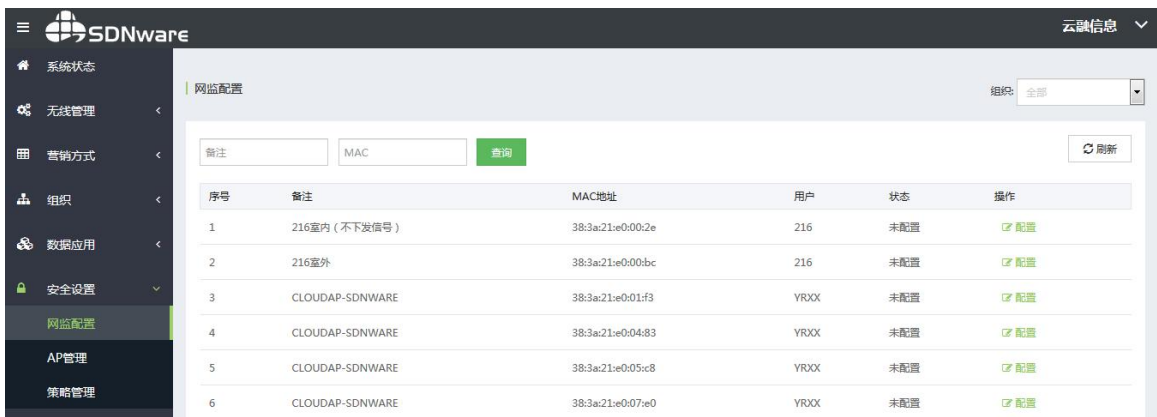 SDNware
云融信息
系统状态
无线管理
营销方式
组织
数据应用
安全设置
网监配置
AP管理
策略管理
网监配置
组织: 全部
备注 MAC 查询 刷新
序号 备注 MAC地址 用户 状态 操作
1 216室内(不下发信号) 38:3a:21:e0:00:2e 216 未配置 配置
2 216室外 38:3a:21:e0:00:bc 216 未配置 配置
3 CLOUDAP-SDNWARE 38:3a:21:e0:01:f3 YRXX 未配置 配置
4 CLOUDAP-SDNWARE 38:3a:21:e0:04:83 YRXX 未配置 配置
5 CLOUDAP-SDNWARE 38:3a:21:e0:05:c8 YRXX 未配置 配置
6 CLOUDAP-SDNWARE 38:3a:21:e0:07:e0 YRXX 未配置 配置